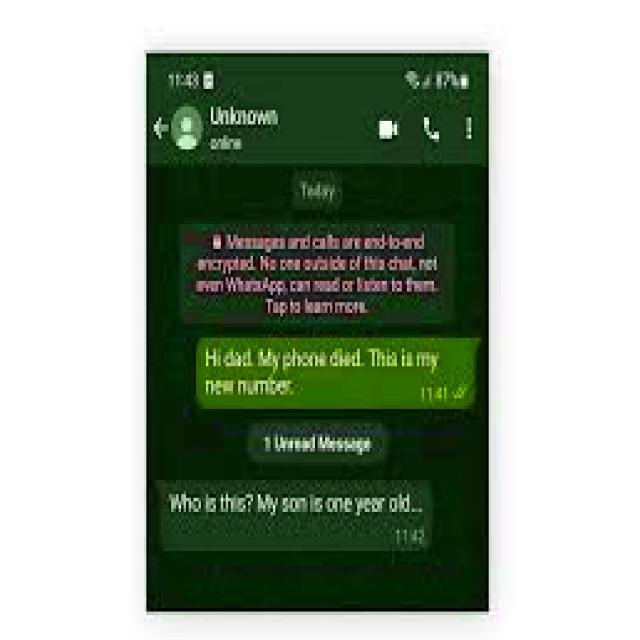 11:43 87%
Unknown
online
Today
Messages and calls are end-to-end
encrypted. No one outside of this chat, not
even WhatsApp, can read or listen to them.
Tap to learn more.
Hi dad. My phone died. This is my
new number.
11:41
1 Unread Message
Who is this? My son is one year old...
11:42